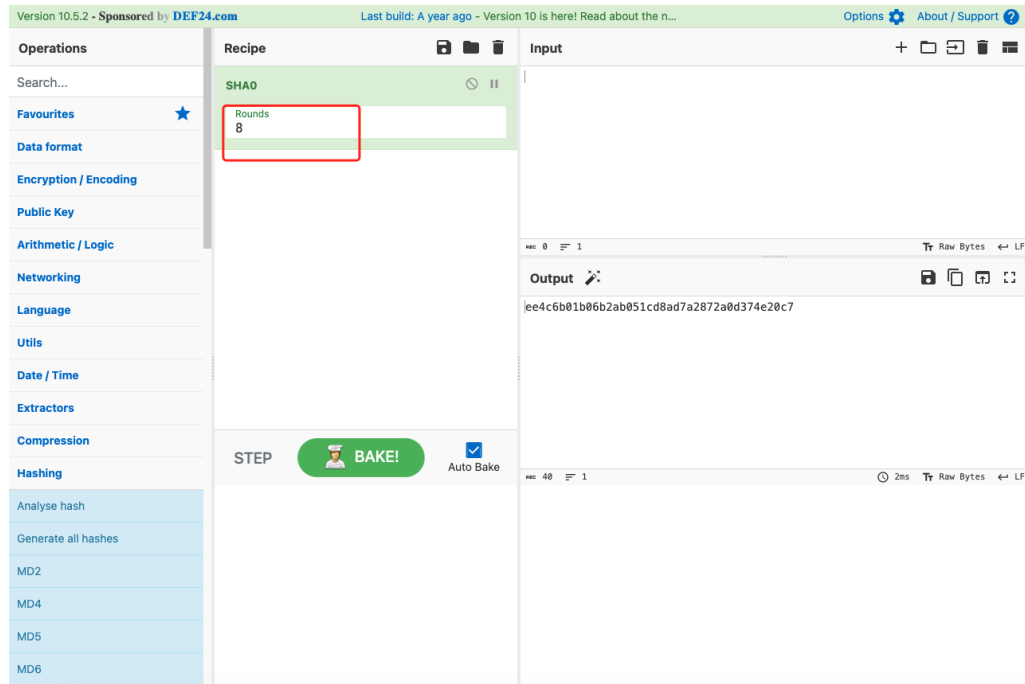 Version 10.5.2 - Sponsored by DEF24.com
Last build: A year ago - Version 10 is here! Read about the n...
Options
About / Support
Operations
Search...
Favourites
Data format
Encryption / Encoding
Public Key
Arithmetic / Logic
Networking
Language
Utils
Date / Time
Extractors
Compression
Hashing
Analyse hash
Generate all hashes
MD2
MD4
MD5
MD6
Recipe
SHA0
Rounds
8
STEP
BAKE!
Auto Bake
Input
ABC 0 1
Tr Raw Bytes LF
Output
ee4c6b01b06b2ab051cd8ad7a2872a0d374e20c7
ABC 40 1
2ms Tr Raw Bytes LF